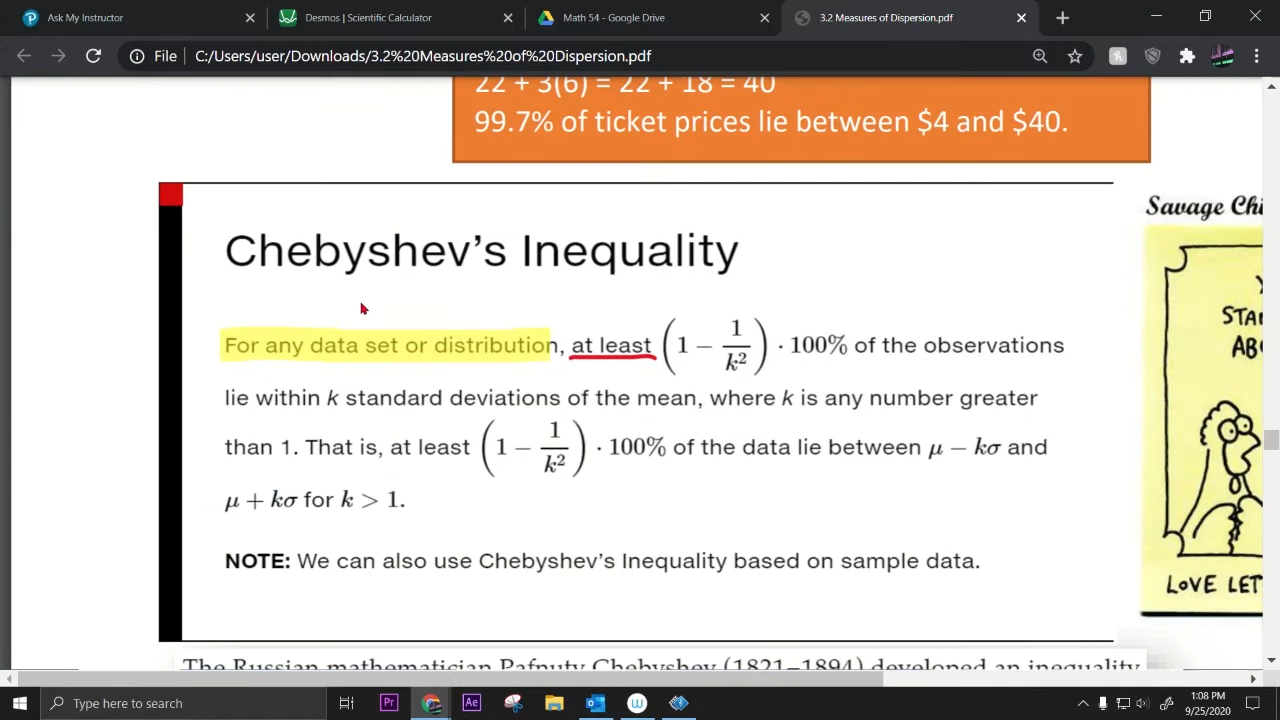 Ask My Instructor
Desmos | Scientific Calculator
Math 54 - Google Drive
3.2 Measures of Dispersion.pdf
File | C:/Users/user/Downloads/3.2%20Measures%20of%20Dispersion.pdf
22 + 3(6) = 22 + 18 = 40
99.7% of ticket prices lie between $4 and $40.
Savage Chi
Chebyshev's Inequality
For any data set or distribution, at least (1 − 1/k²) · 100% of the observations
lie within k standard deviations of the mean, where k is any number greater
than 1. That is, at least (1 − 1/k²) · 100% of the data lie between μ − kσ and
μ + kσ for k > 1.
NOTE: We can also use Chebyshev's Inequality based on sample data.
Y
STA
AB
LOVE LET
The Russian mathematician Pafnuty Chebyshev (1821–1894) developed an inequality
Type here to search
Pr
Ae
1:08 PM
9/25/2020